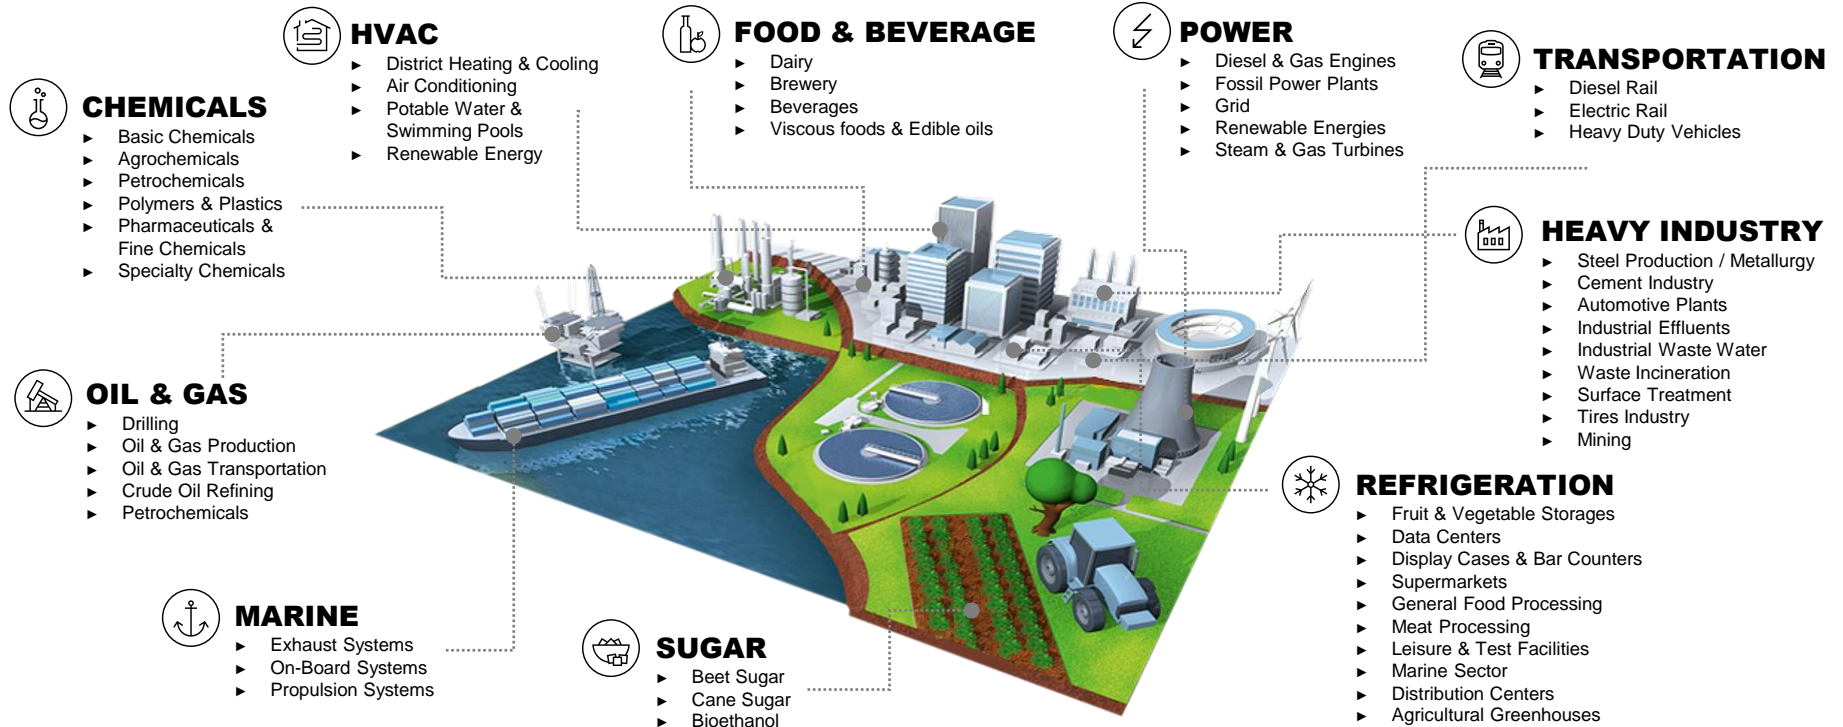 HVAC
District Heating & Cooling
Air Conditioning
Potable Water &
Swimming Pools
Renewable Energy
FOOD & BEVERAGE
Dairy
Brewery
Beverages
Viscous foods & Edible oils
POWER
Diesel & Gas Engines
Fossil Power Plants
Grid
Renewable Energies
Steam & Gas Turbines
TRANSPORTATION
Diesel Rail
Electric Rail
Heavy Duty Vehicles
CHEMICALS
Basic Chemicals
Agrochemicals
Petrochemicals
Polymers & Plastics
Pharmaceuticals &
Fine Chemicals
Specialty Chemicals
HEAVY INDUSTRY
Steel Production / Metallurgy
Cement Industry
Automotive Plants
Industrial Effluents
Industrial Waste Water
Waste Incineration
Surface Treatment
Tires Industry
Mining
OIL & GAS
Drilling
Oil & Gas Production
Oil & Gas Transportation
Crude Oil Refining
Petrochemicals
REFRIGERATION
Fruit & Vegetable Storages
Data Centers
Display Cases & Bar Counters
Supermarkets
General Food Processing
Meat Processing
Leisure & Test Facilities
Marine Sector
Distribution Centers
Agricultural Greenhouses
MARINE
Exhaust Systems
On-Board Systems
Propulsion Systems
SUGAR
Beet Sugar
Cane Sugar
Bioethanol